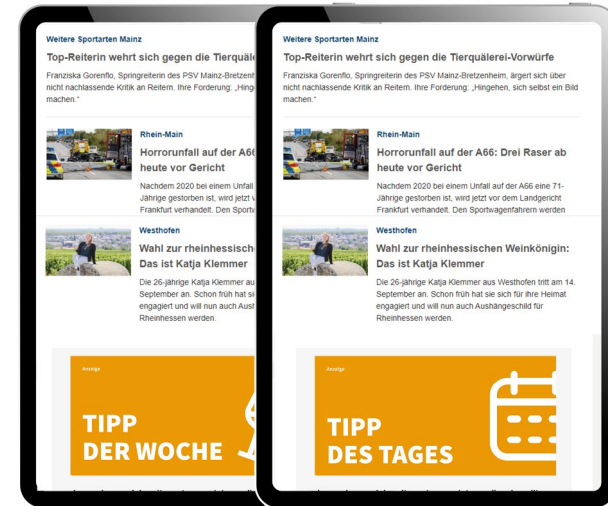 Weitere Sportarten Mainz
Top-Reiterin wehrt sich gegen die Tierquäle
Franziska Gorenflo, Springreiterin des PSV Mainz-Bretzenh
nicht nachlassende Kritik an Reitern. Ihre Forderung: „Hing
machen.“
Rhein-Main
Horrorunfall auf der A66
heute vor Gericht
Nachdem 2020 bei einem Unfall
Jährige gestorben ist, wird jetzt v
Frankfurt verhandelt. Den Sportw
Westhofen
Wahl zur rheinhessisch
Das ist Katja Klemmer
Die 26-jährige Katja Klemmer au
September an. Schon früh hat si
engagiert und will nun auch Aush
Rheinhessen werden.
Anzeige
TIPP
DER WOCHE
Weitere Sportarten Mainz
Top-Reiterin wehrt sich gegen die Tierquälerei-Vorwürfe
Franziska Gorenflo, Springreiterin des PSV Mainz-Bretzenheim, ärgert sich über
nicht nachlassende Kritik an Reitern. Ihre Forderung: „Hingehen, sich selbst ein Bild
machen.“
Rhein-Main
Horrorunfall auf der A66: Drei Raser ab
heute vor Gericht
Nachdem 2020 bei einem Unfall auf der A66 eine 71-
Jährige gestorben ist, wird jetzt vor dem Landgericht
Frankfurt verhandelt. Den Sportwagenfahrern werden
Westhofen
Wahl zur rheinhessischen Weinkönigin:
Das ist Katja Klemmer
Die 26-jährige Katja Klemmer aus Westhofen tritt am 14.
September an. Schon früh hat sie sich für ihre Heimat
engagiert und will nun auch Aushängeschild für
Rheinhessen werden.
Anzeige
TIPP
DES TAGES